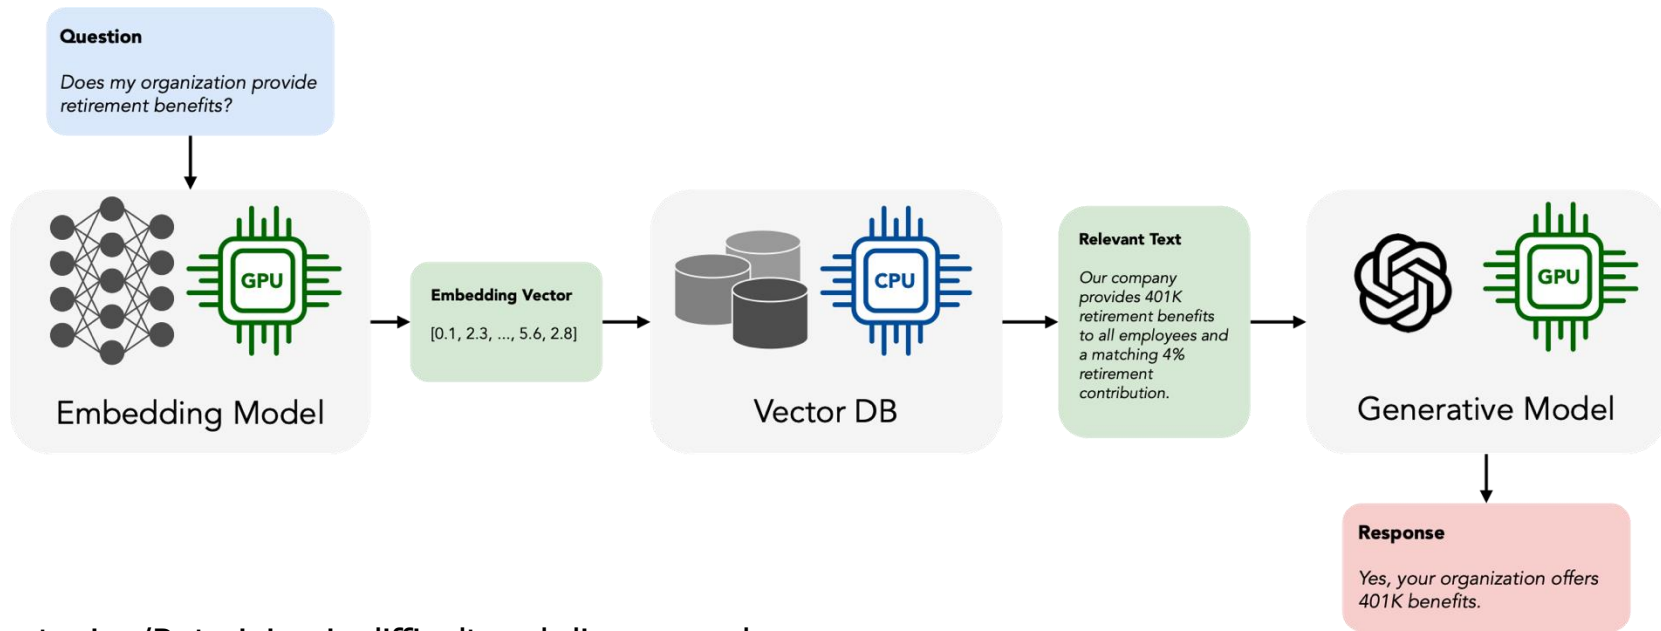 Question
Does my organization provide
retirement benefits?
GPU
Embedding Model
Embedding Vector
[0.1, 2.3, ..., 5.6, 2.8]
CPU
Vector DB
Relevant Text
Our company
provides 401K
retirement benefits
to all employees and
a matching 4%
retirement
contribution.
GPU
Generative Model
Response
Yes, your organization offers
401K benefits.